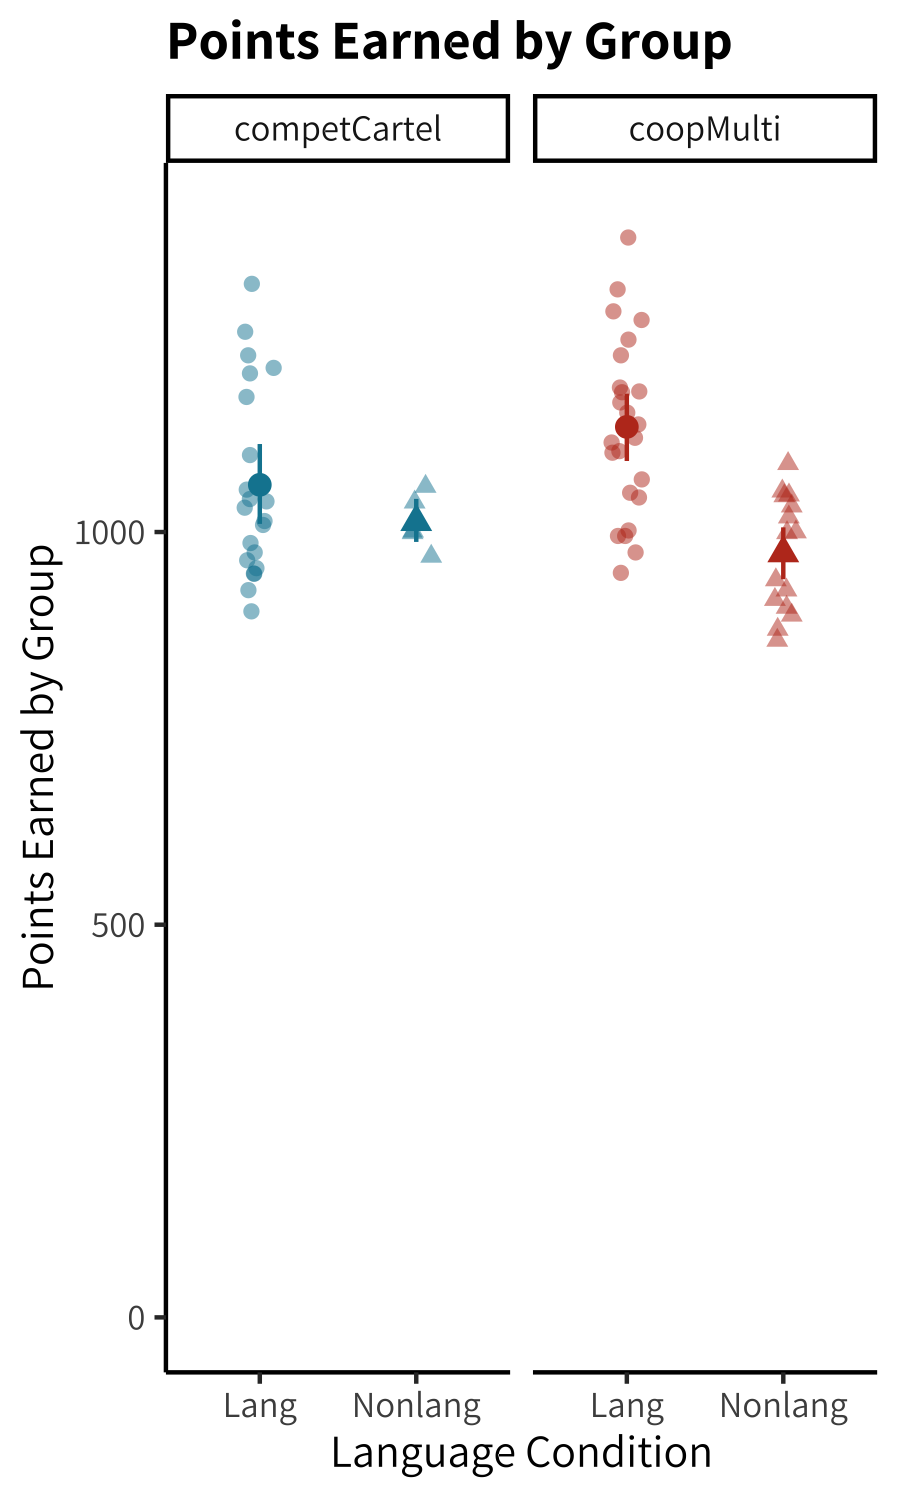 Points Earned by Group
competCartel
coopMulti
Points Earned by Group
1000
500
0
Lang
Nonlang
Lang
Nonlang
Language Condition